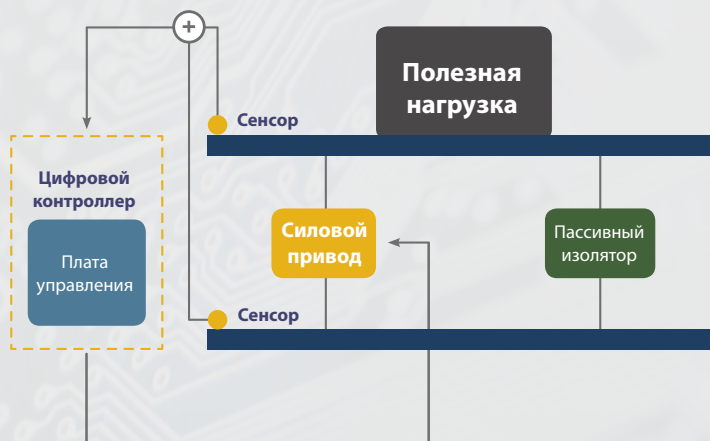 +
Полезная
нагрузка
Сенсор
Цифровой
контроллер
Плата
управления
Силовой
привод
Пассивный
изолятор
Сенсор